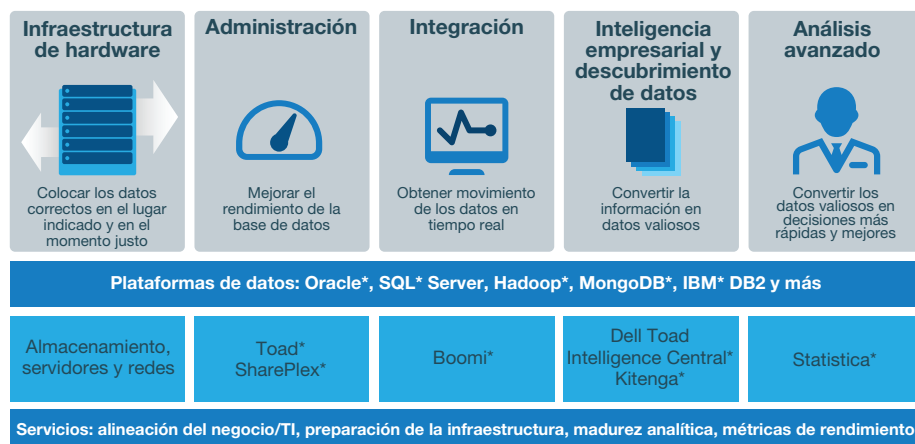 Infraestructura
de hardware
Colocar los datos
correctos en el lugar
indicado y en el
momento justo
Administración
Mejorar el
rendimiento de la
base de datos
Integración
Obtener movimiento
de los datos en
tiempo real
Inteligencia
empresarial y
descubrimiento
de datos
Convertir la
información en
datos valiosos
Análisis
avanzado
Convertir los
datos valiosos en
decisiones más
rápidas y mejores
Plataformas de datos: Oracle*, SQL* Server, Hadoop*, MongoDB*, IBM* DB2 y más
Almacenamiento,
servidores y redes
Toad*
SharePlex*
Boomi*
Dell Toad
Intelligence Central*
Kitenga*
Statistica*
Servicios: alineación del negocio/TI, preparación de la infraestructura, madurez analítica, métricas de rendimiento